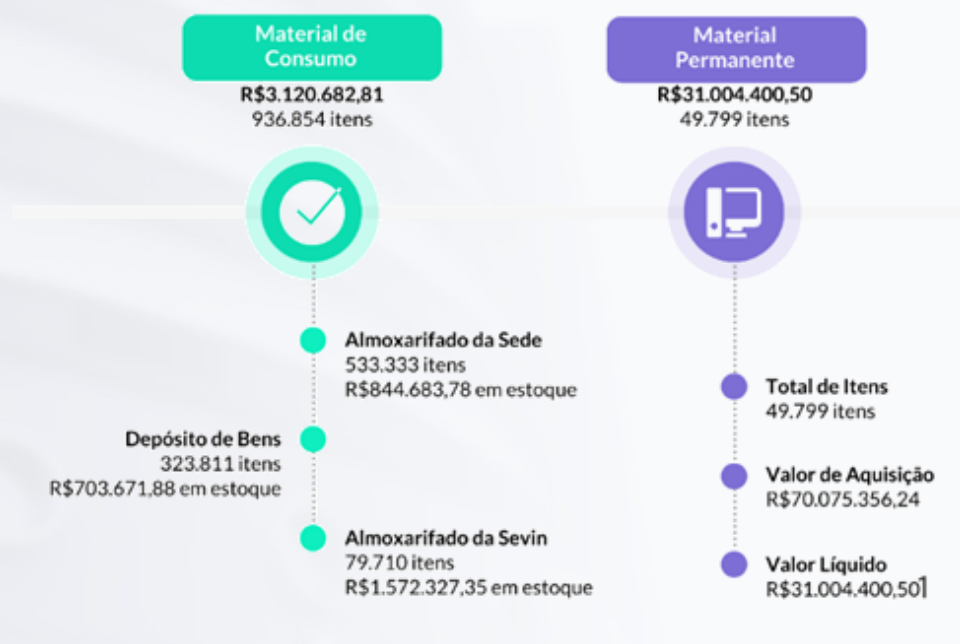 Material de
Consumo
R$3.120.682,81
936.854 itens
Material
Permanente
R$31.004.400,50
49.799 itens
Almoxarifado da Sede
533.333 itens
R$844.683,78 em estoque
Depósito de Bens
323.811 itens
R$703.671,88 em estoque
Almoxarifado da Sevin
79.710 itens
R$1.572.327,35 em estoque
Total de Itens
49.799 itens
Valor de Aquisição
R$70.075.356,24
Valor Líquido
R$31.004.400,501